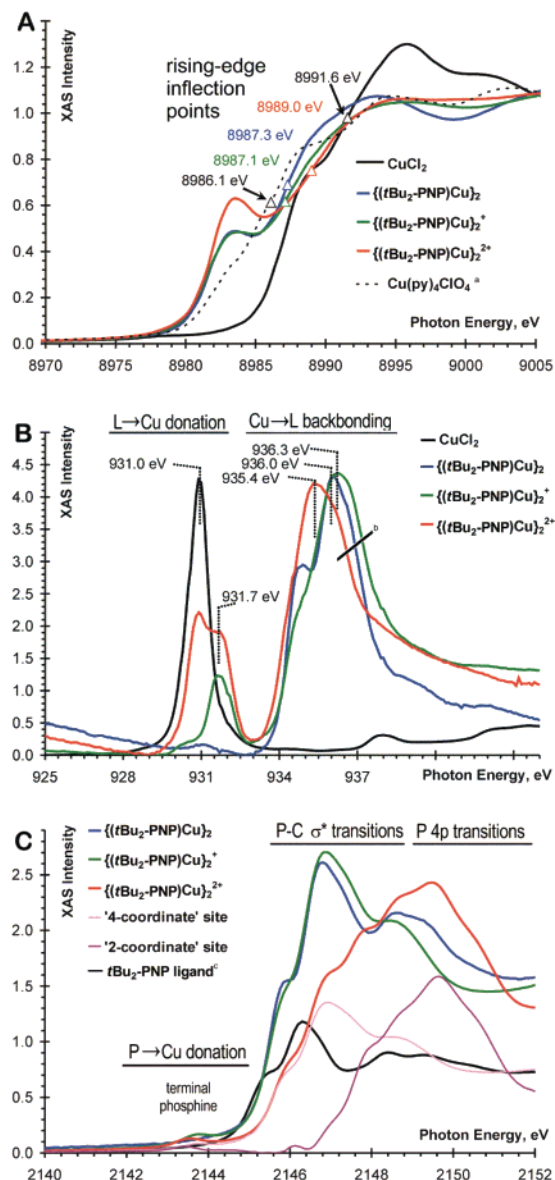 A
XAS Intensity
rising-edge
inflection
points
8991.6 eV
8989.0 eV
8987.3 eV
8987.1 eV
8986.1 eV
CuCl2
{(tBu2-PNP)Cu}2
{(tBu2-PNP)Cu}2+
{(tBu2-PNP)Cu}22+
Cu(py)4ClO4 a
Photon Energy, eV
1.2
1.0
0.8
0.6
0.4
0.2
0.0
8970 8975 8980 8985 8990 8995 9000 9005
B
XAS Intensity
L→Cu donation
Cu→L backbonding
931.0 eV
936.3 eV
936.0 eV
935.4 eV
931.7 eV
b
CuCl2
{(tBu2-PNP)Cu}2
{(tBu2-PNP)Cu}2+
{(tBu2-PNP)Cu}22+
4.5
4.0
3.5
3.0
2.5
2.0
1.5
1.0
0.5
0.0
925 928 931 934 937
Photon Energy, eV
C
XAS Intensity
{(tBu2-PNP)Cu}2
{(tBu2-PNP)Cu}2+
{(tBu2-PNP)Cu}22+
'4-coordinate' site
'2-coordinate' site
tBu2-PNP ligandc
P-C σ* transitions
P 4p transitions
P→Cu donation
terminal
phosphine
Photon Energy, eV
3.0
2.5
2.0
1.5
1.0
0.5
0.0
2140 2142 2144 2146 2148 2150 2152